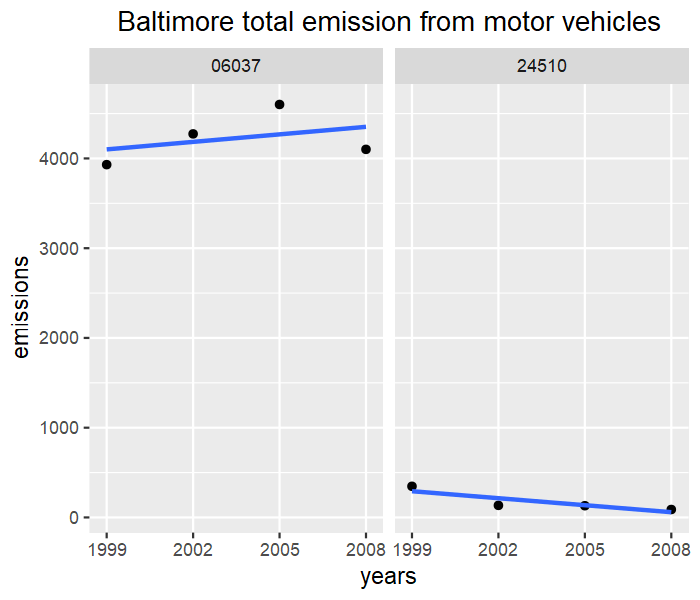 Baltimore total emission from motor vehicles
06037 24510
4000
3000
2000
1000
0
emissions
1999 2002 2005 2008 1999 2002 2005 2008
years